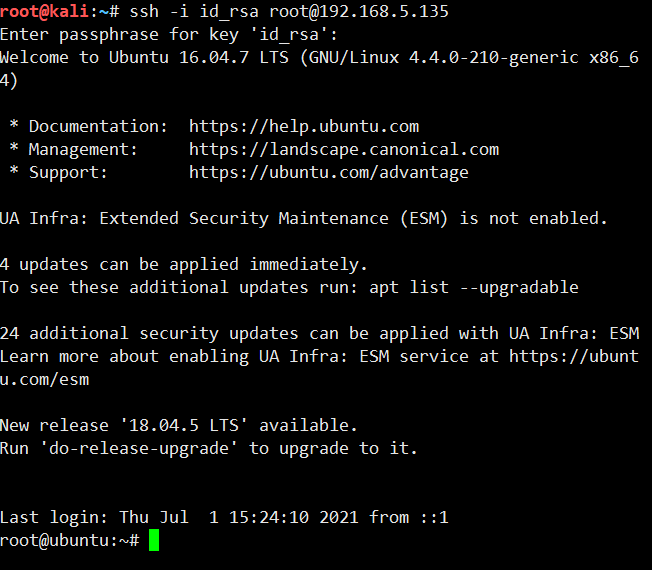 root@kali:~# ssh -i id_rsa root@192.168.5.135
Enter passphrase for key 'id_rsa':
Welcome to Ubuntu 16.04.7 LTS (GNU/Linux 4.4.0-210-generic x86_6
4)
 * Documentation:  https://help.ubuntu.com
 * Management:     https://landscape.canonical.com
 * Support:        https://ubuntu.com/advantage
UA Infra: Extended Security Maintenance (ESM) is not enabled.
4 updates can be applied immediately.
To see these additional updates run: apt list --upgradable
24 additional security updates can be applied with UA Infra: ESM
Learn more about enabling UA Infra: ESM service at https://ubunt
u.com/esm
New release '18.04.5 LTS' available.
Run 'do-release-upgrade' to upgrade to it.
Last login: Thu Jul  1 15:24:10 2021 from ::1
root@ubuntu:~#